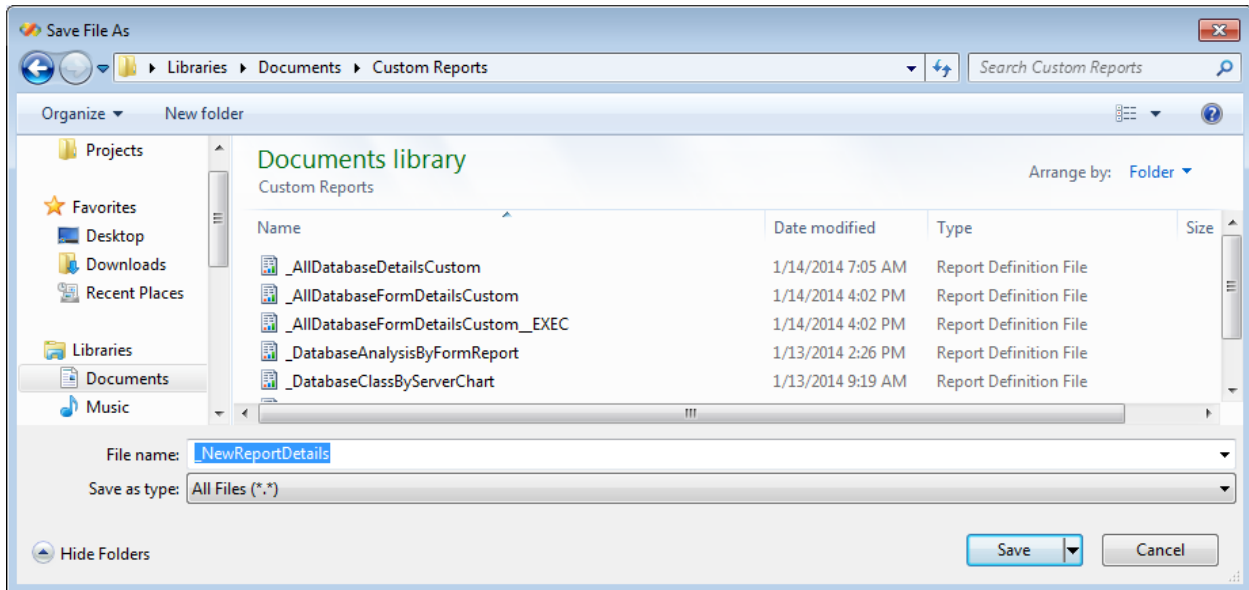 Save File As
Libraries Documents Custom Reports Search Custom Reports
Organize New folder
Projects
Favorites
Desktop
Downloads
Recent Places
Libraries
Documents
Music
Documents library
Custom Reports
Arrange by: Folder
Name Date modified Type Size
_AllDatabaseDetailsCustom 1/14/2014 7:05 AM Report Definition File
_AllDatabaseFormDetailsCustom 1/14/2014 4:02 PM Report Definition File
_AllDatabaseFormDetailsCustom__EXEC 1/14/2014 4:02 PM Report Definition File
_DatabaseAnalysisByFormReport 1/13/2014 2:26 PM Report Definition File
_DatabaseClassByServerChart 1/13/2014 9:19 AM Report Definition File
File name: _NewReportDetails
Save as type: All Files (*.*)
Hide Folders Save Cancel